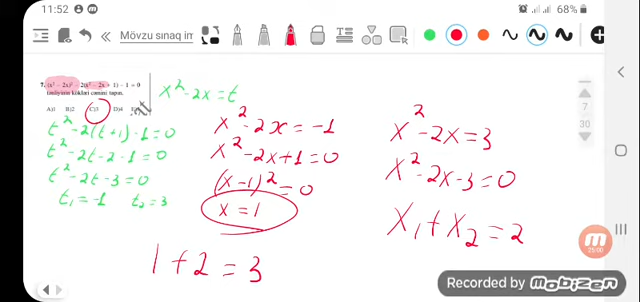 11:52
58%
Mövzu sınaq im
7. (x² − 2x)² − 2(x² − 2x + 1) − 1 = 0
tənliyinin kökləri cəmini tapın.
A)1 B)2 C)3 D)4
x² - 2x = t
t² - 2(t+1) - 1 = 0
t² - 2t - 2 - 1 = 0
t² - 2t - 3 = 0
t₁ = -1 t₂ = 3
x² - 2x = -1
x² - 2x + 1 = 0
(x - 1)² = 0
x = 1
x² - 2x = 3
x² - 2x - 3 = 0
x₁ + x₂ = 2
1 + 2 = 3
7
30
Recorded by mobizen